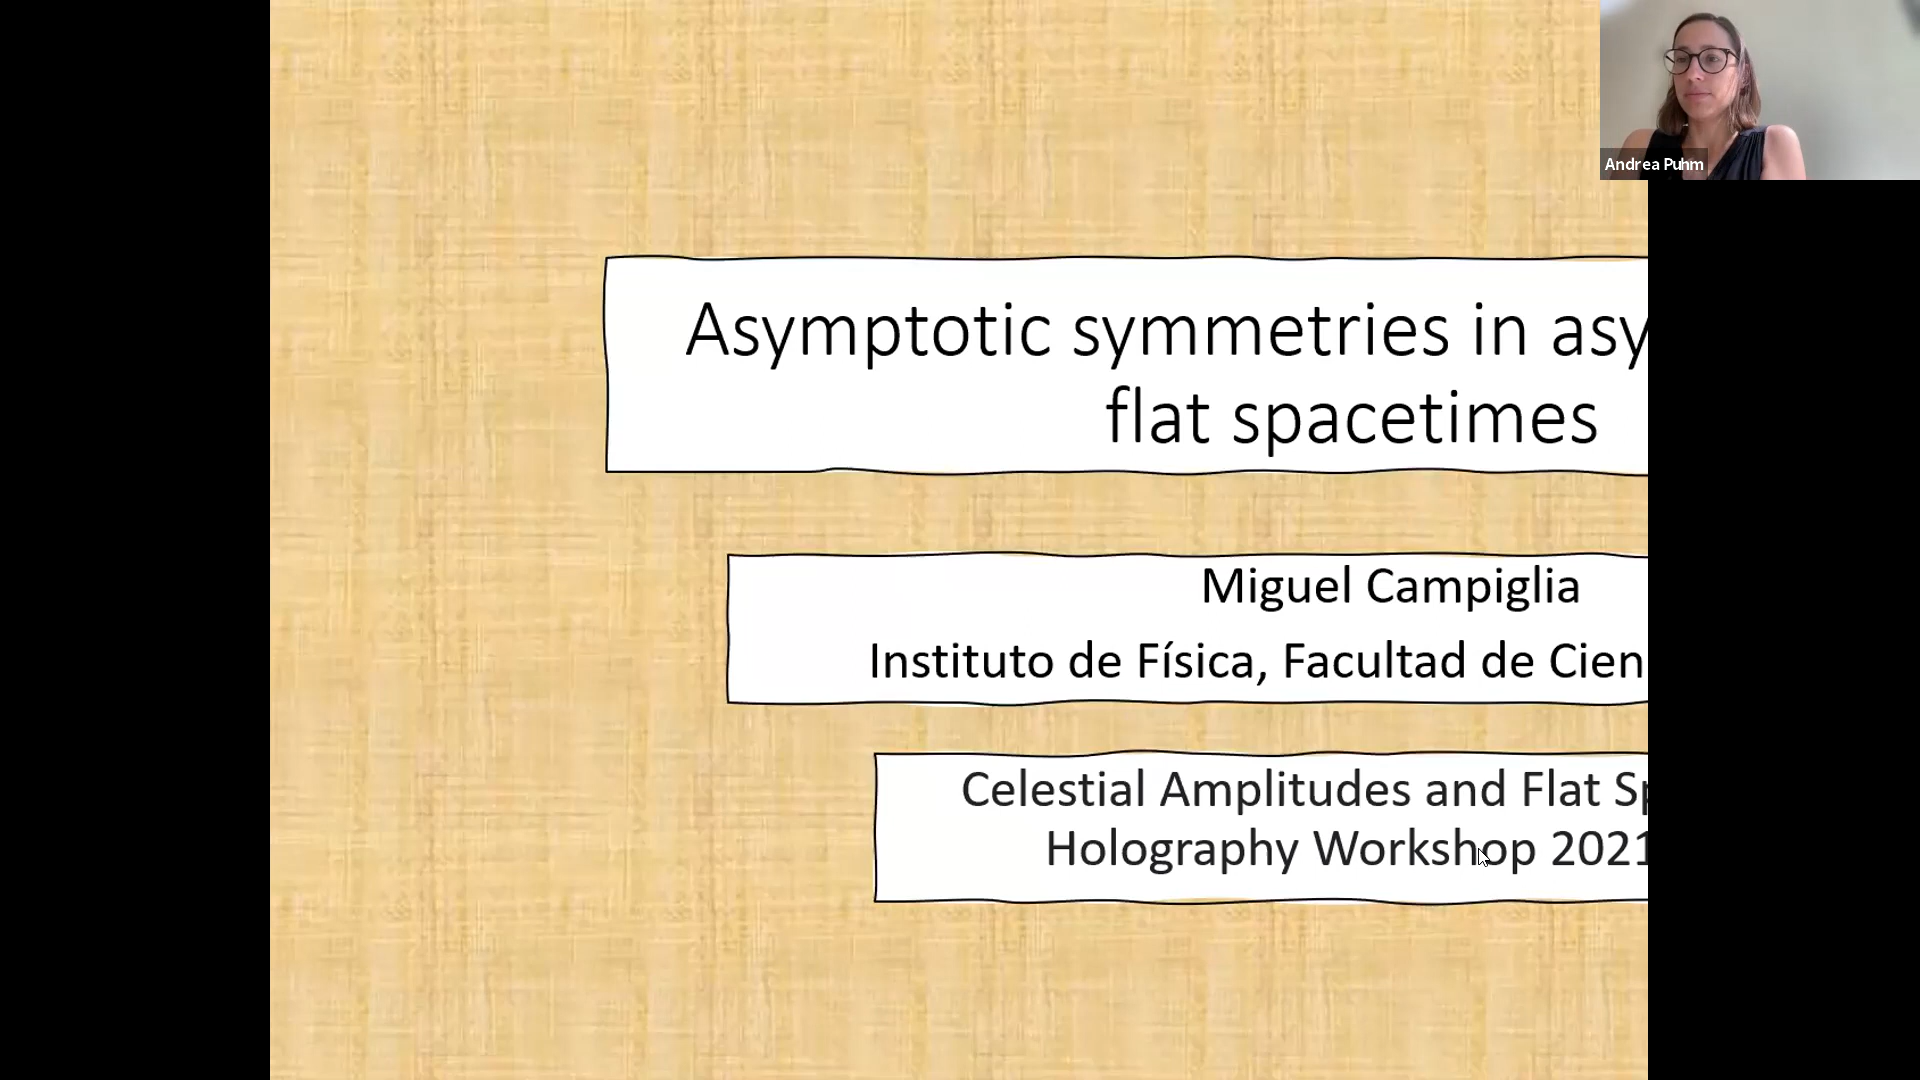 Andrea Puhm
Asymptotic symmetries in asy
flat spacetimes
Miguel Campiglia
Instituto de Física, Facultad de Cien
Celestial Amplitudes and Flat Sp
Holography Workshop 2021